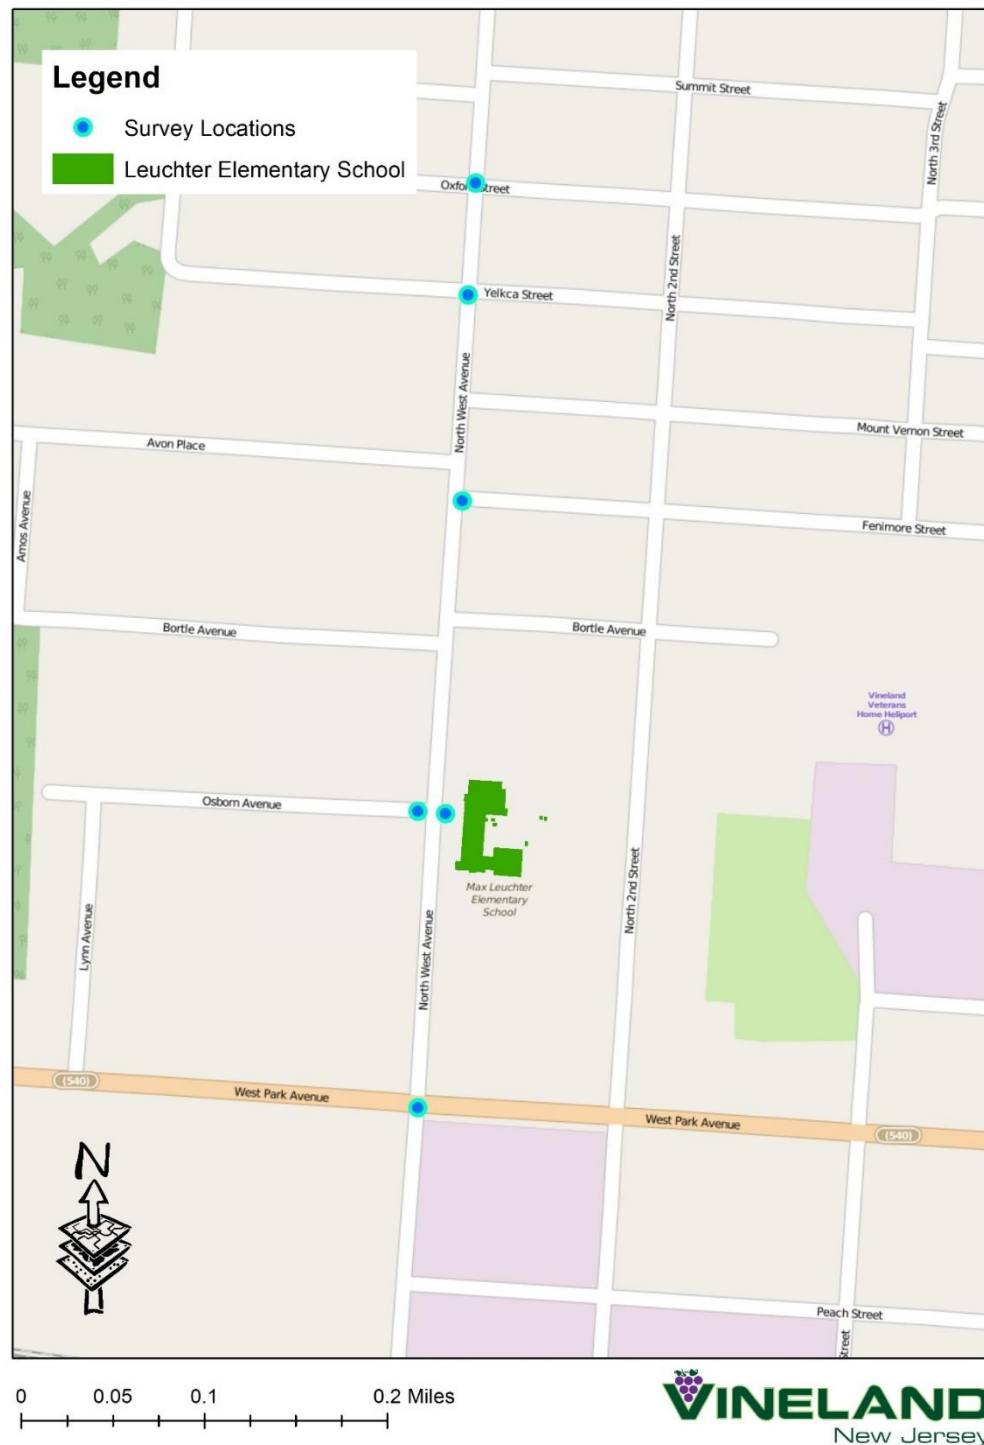 Legend
Survey Locations
Leuchter Elementary School
Summit Street
North 3rd Street
Oxfo
treet
North 2nd Street
Yelkca Street
North West Avenue
Mount Vernon Street
Avon Place
Amos Avenue
Fenimore Street
Bortle Avenue
Bortle Avenue
Vineland
Veterans
Home Heliport
H
Osborn Avenue
Max Leuchter
Elementary
School
North 2nd Street
Lynn Avenue
North West Avenue
(540)
West Park Avenue
West Park Avenue
(540)
N
Peach Street
Street
0 0.05 0.1 0.2 Miles
VINELAND
New Jersey